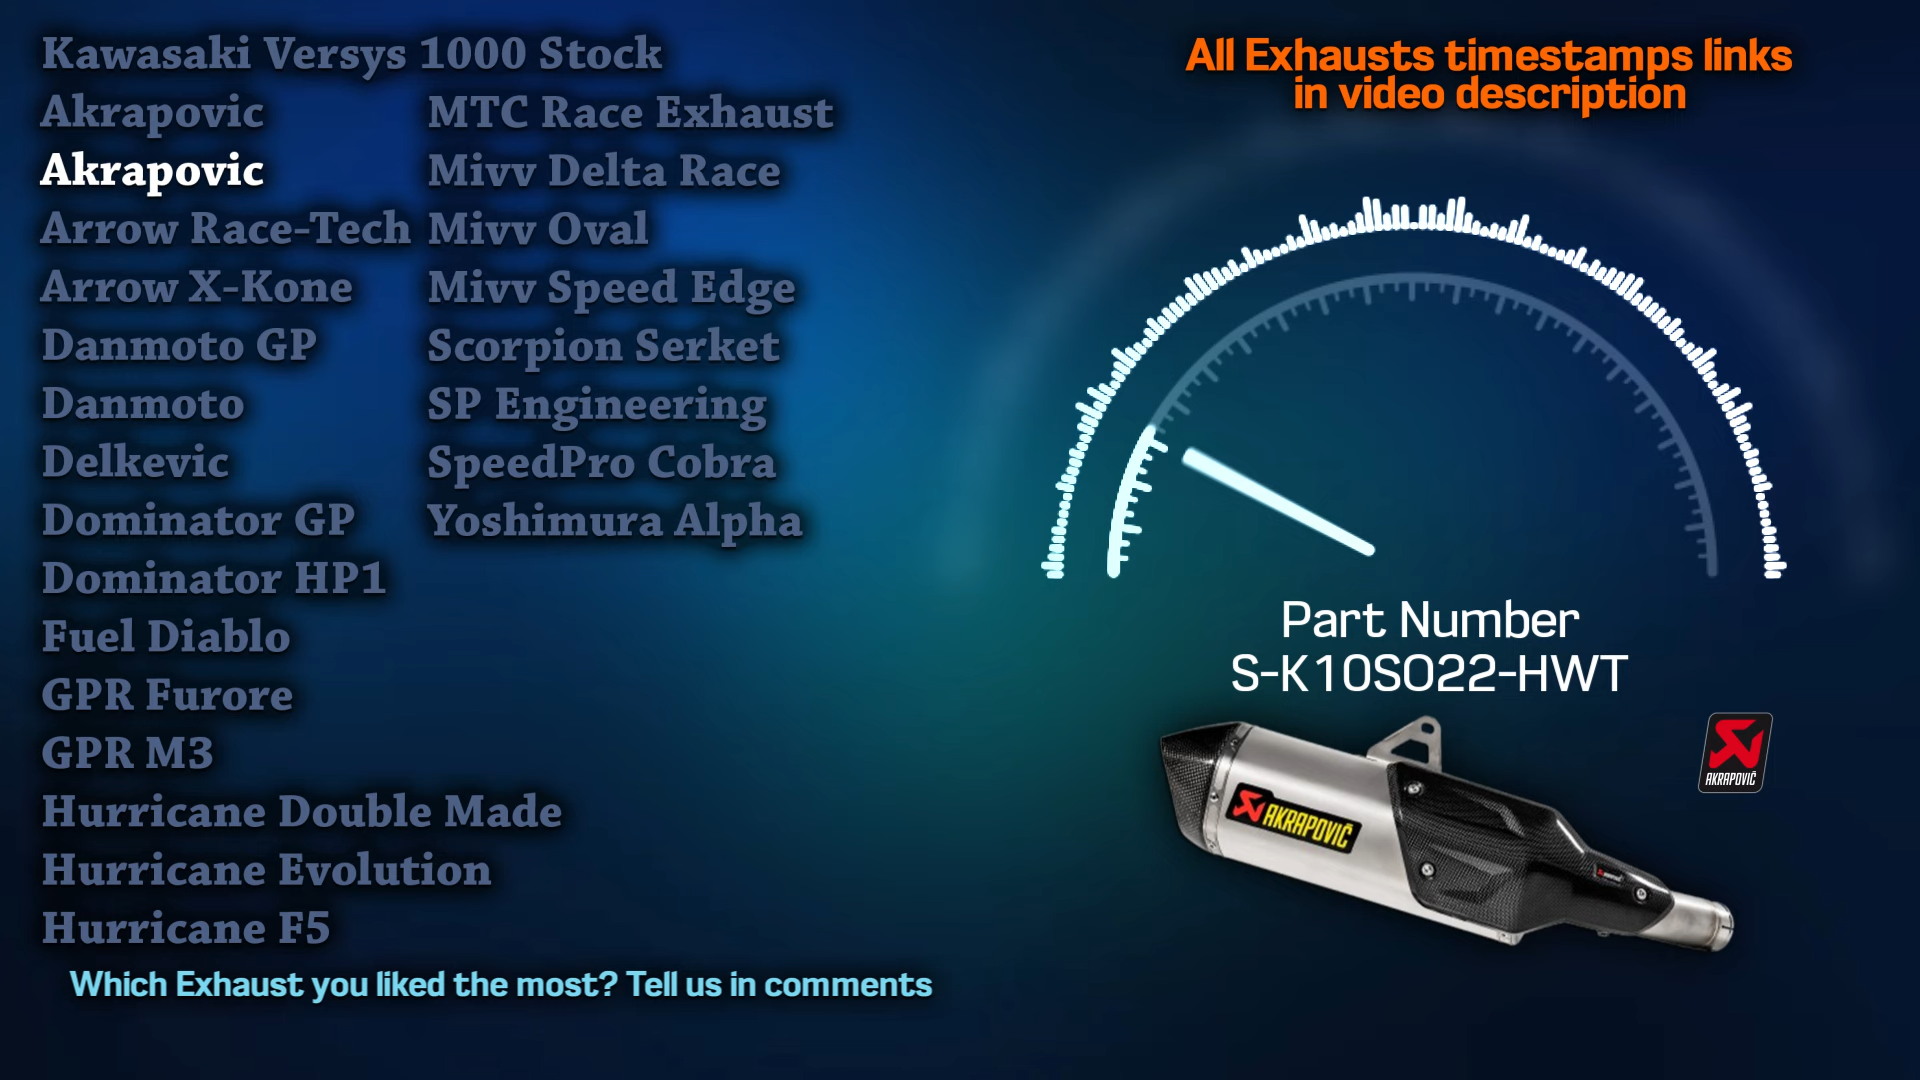 Kawasaki Versys 1000 Stock
Akrapovic
Akrapovic
Arrow Race-Tech
Arrow X-Kone
Danmoto GP
Danmoto
Delkevic
Dominator GP
Dominator HP1
Fuel Diablo
GPR Furore
GPR M3
Hurricane Double Made
Hurricane Evolution
Hurricane F5
MTC Race Exhaust
Mivv Delta Race
Mivv Oval
Mivv Speed Edge
Scorpion Serket
SP Engineering
SpeedPro Cobra
Yoshimura Alpha
Which Exhaust you liked the most? Tell us in comments
All Exhausts timestamps links
in video description
Part Number
S-K10SO22-HWT
AKRAPOVIČ
AKRAPOVIČ